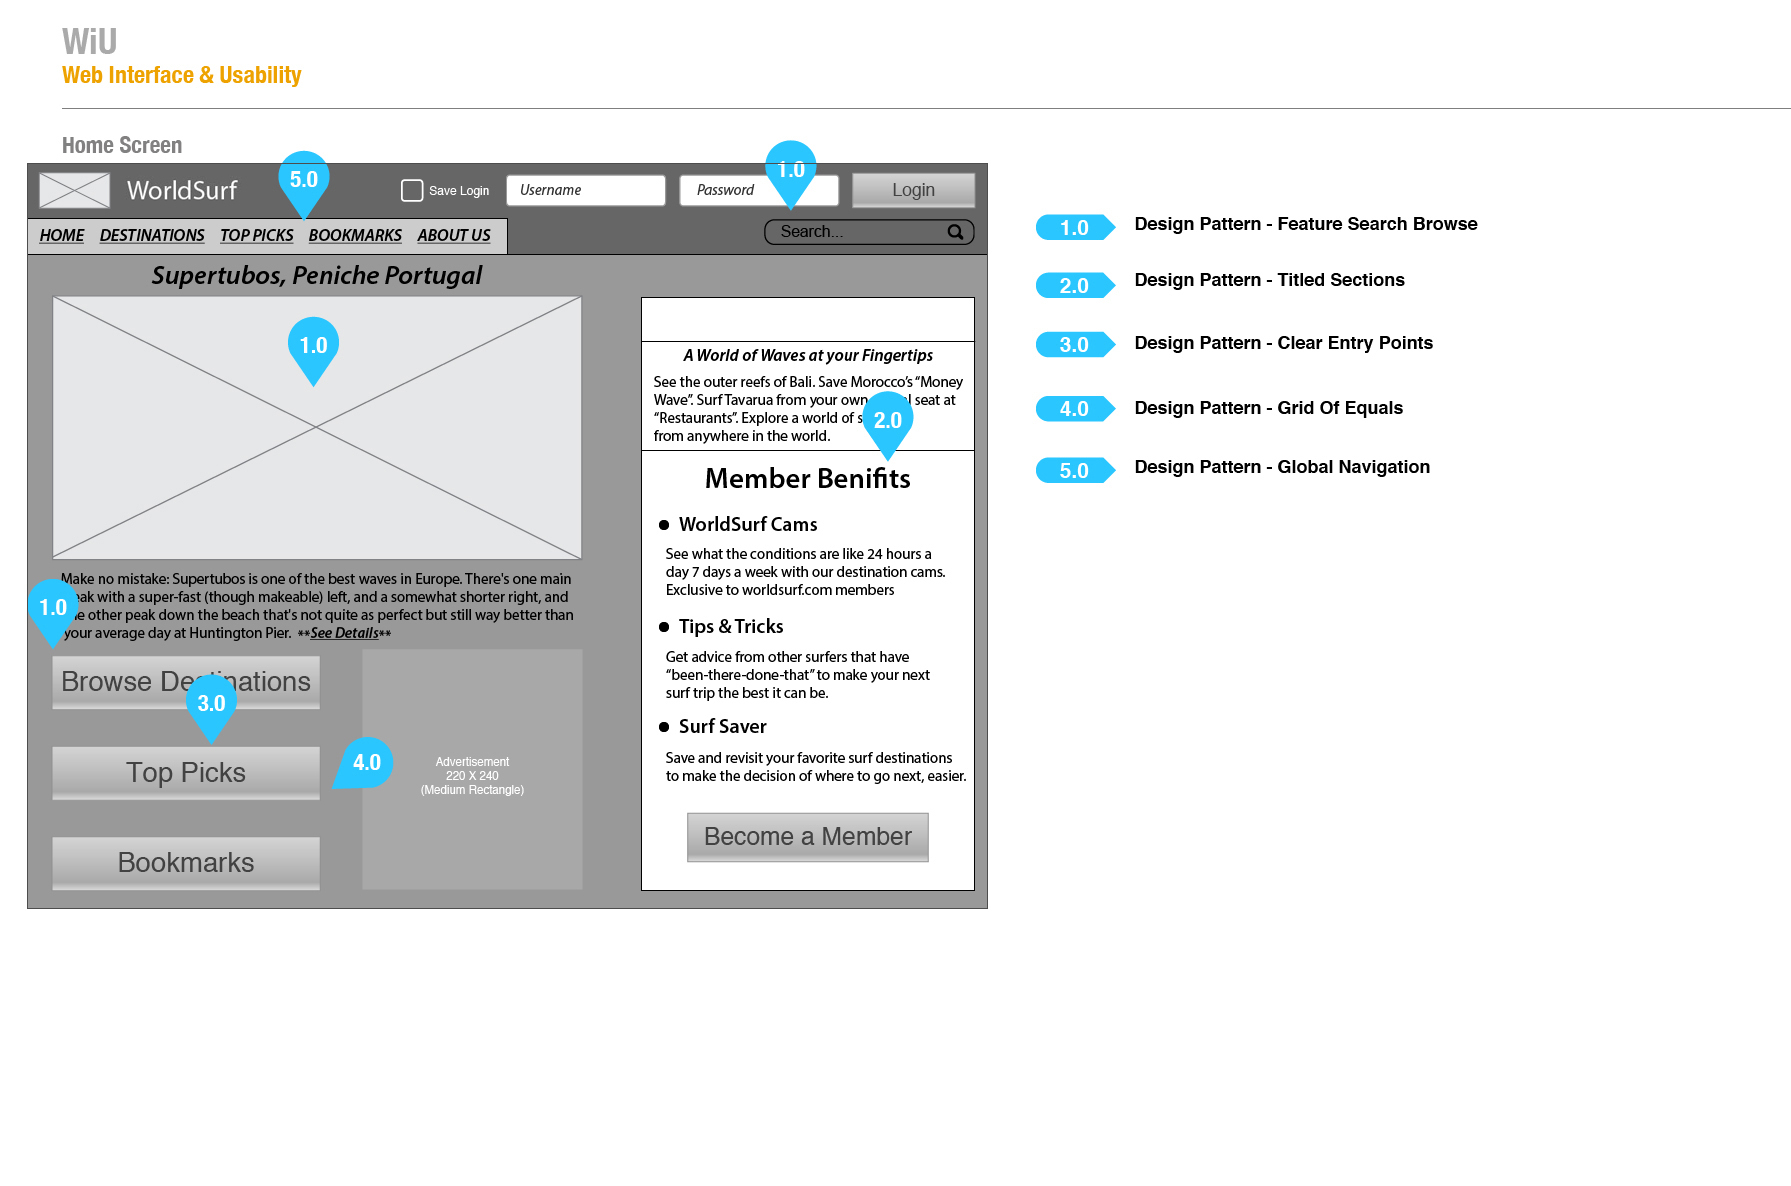 WiU
Web Interface & Usability
Home Screen
WorldSurf
5.0
Save Login
Username
Password
1.0
Login
HOME DESTINATIONS TOP PICKS BOOKMARKS ABOUT US
Search...
Supertubos, Peniche Portugal
1.0
Make no mistake: Supertubos is one of the best waves in Europe. There's one main
with a super-fast (though makeable) left, and a somewhat shorter right, and
other peak down the beach that's not quite as perfect but still way better than
your average day at Huntington Pier. **See Details**
1.0
Browse Destinations
3.0
Top Picks
4.0
Bookmarks
Advertisement
220 X 240
(Medium Rectangle)
A World of Waves at your Fingertips
See the outer reefs of Bali. Save Morocco's “Money
Wave”. Surf Tavarua from your own seat at
“Restaurants”. Explore a world of
from anywhere in the world.
2.0
Member Benifits
● WorldSurf Cams
See what the conditions are like 24 hours a
day 7 days a week with our destination cams.
Exclusive to worldsurf.com members
● Tips & Tricks
Get advice from other surfers that have
“been-there-done-that” to make your next
surf trip the best it can be.
● Surf Saver
Save and revisit your favorite surf destinations
to make the decision of where to go next, easier.
Become a Member
1.0 Design Pattern - Feature Search Browse
2.0 Design Pattern - Titled Sections
3.0 Design Pattern - Clear Entry Points
4.0 Design Pattern - Grid Of Equals
5.0 Design Pattern - Global Navigation